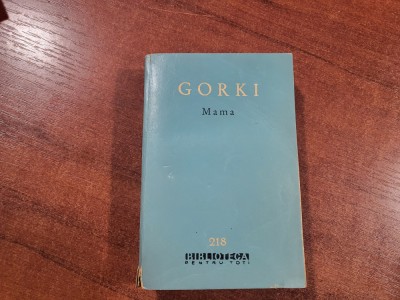 GORKI
Mama
218
BIBLIOTECA
PENTRU TOȚI